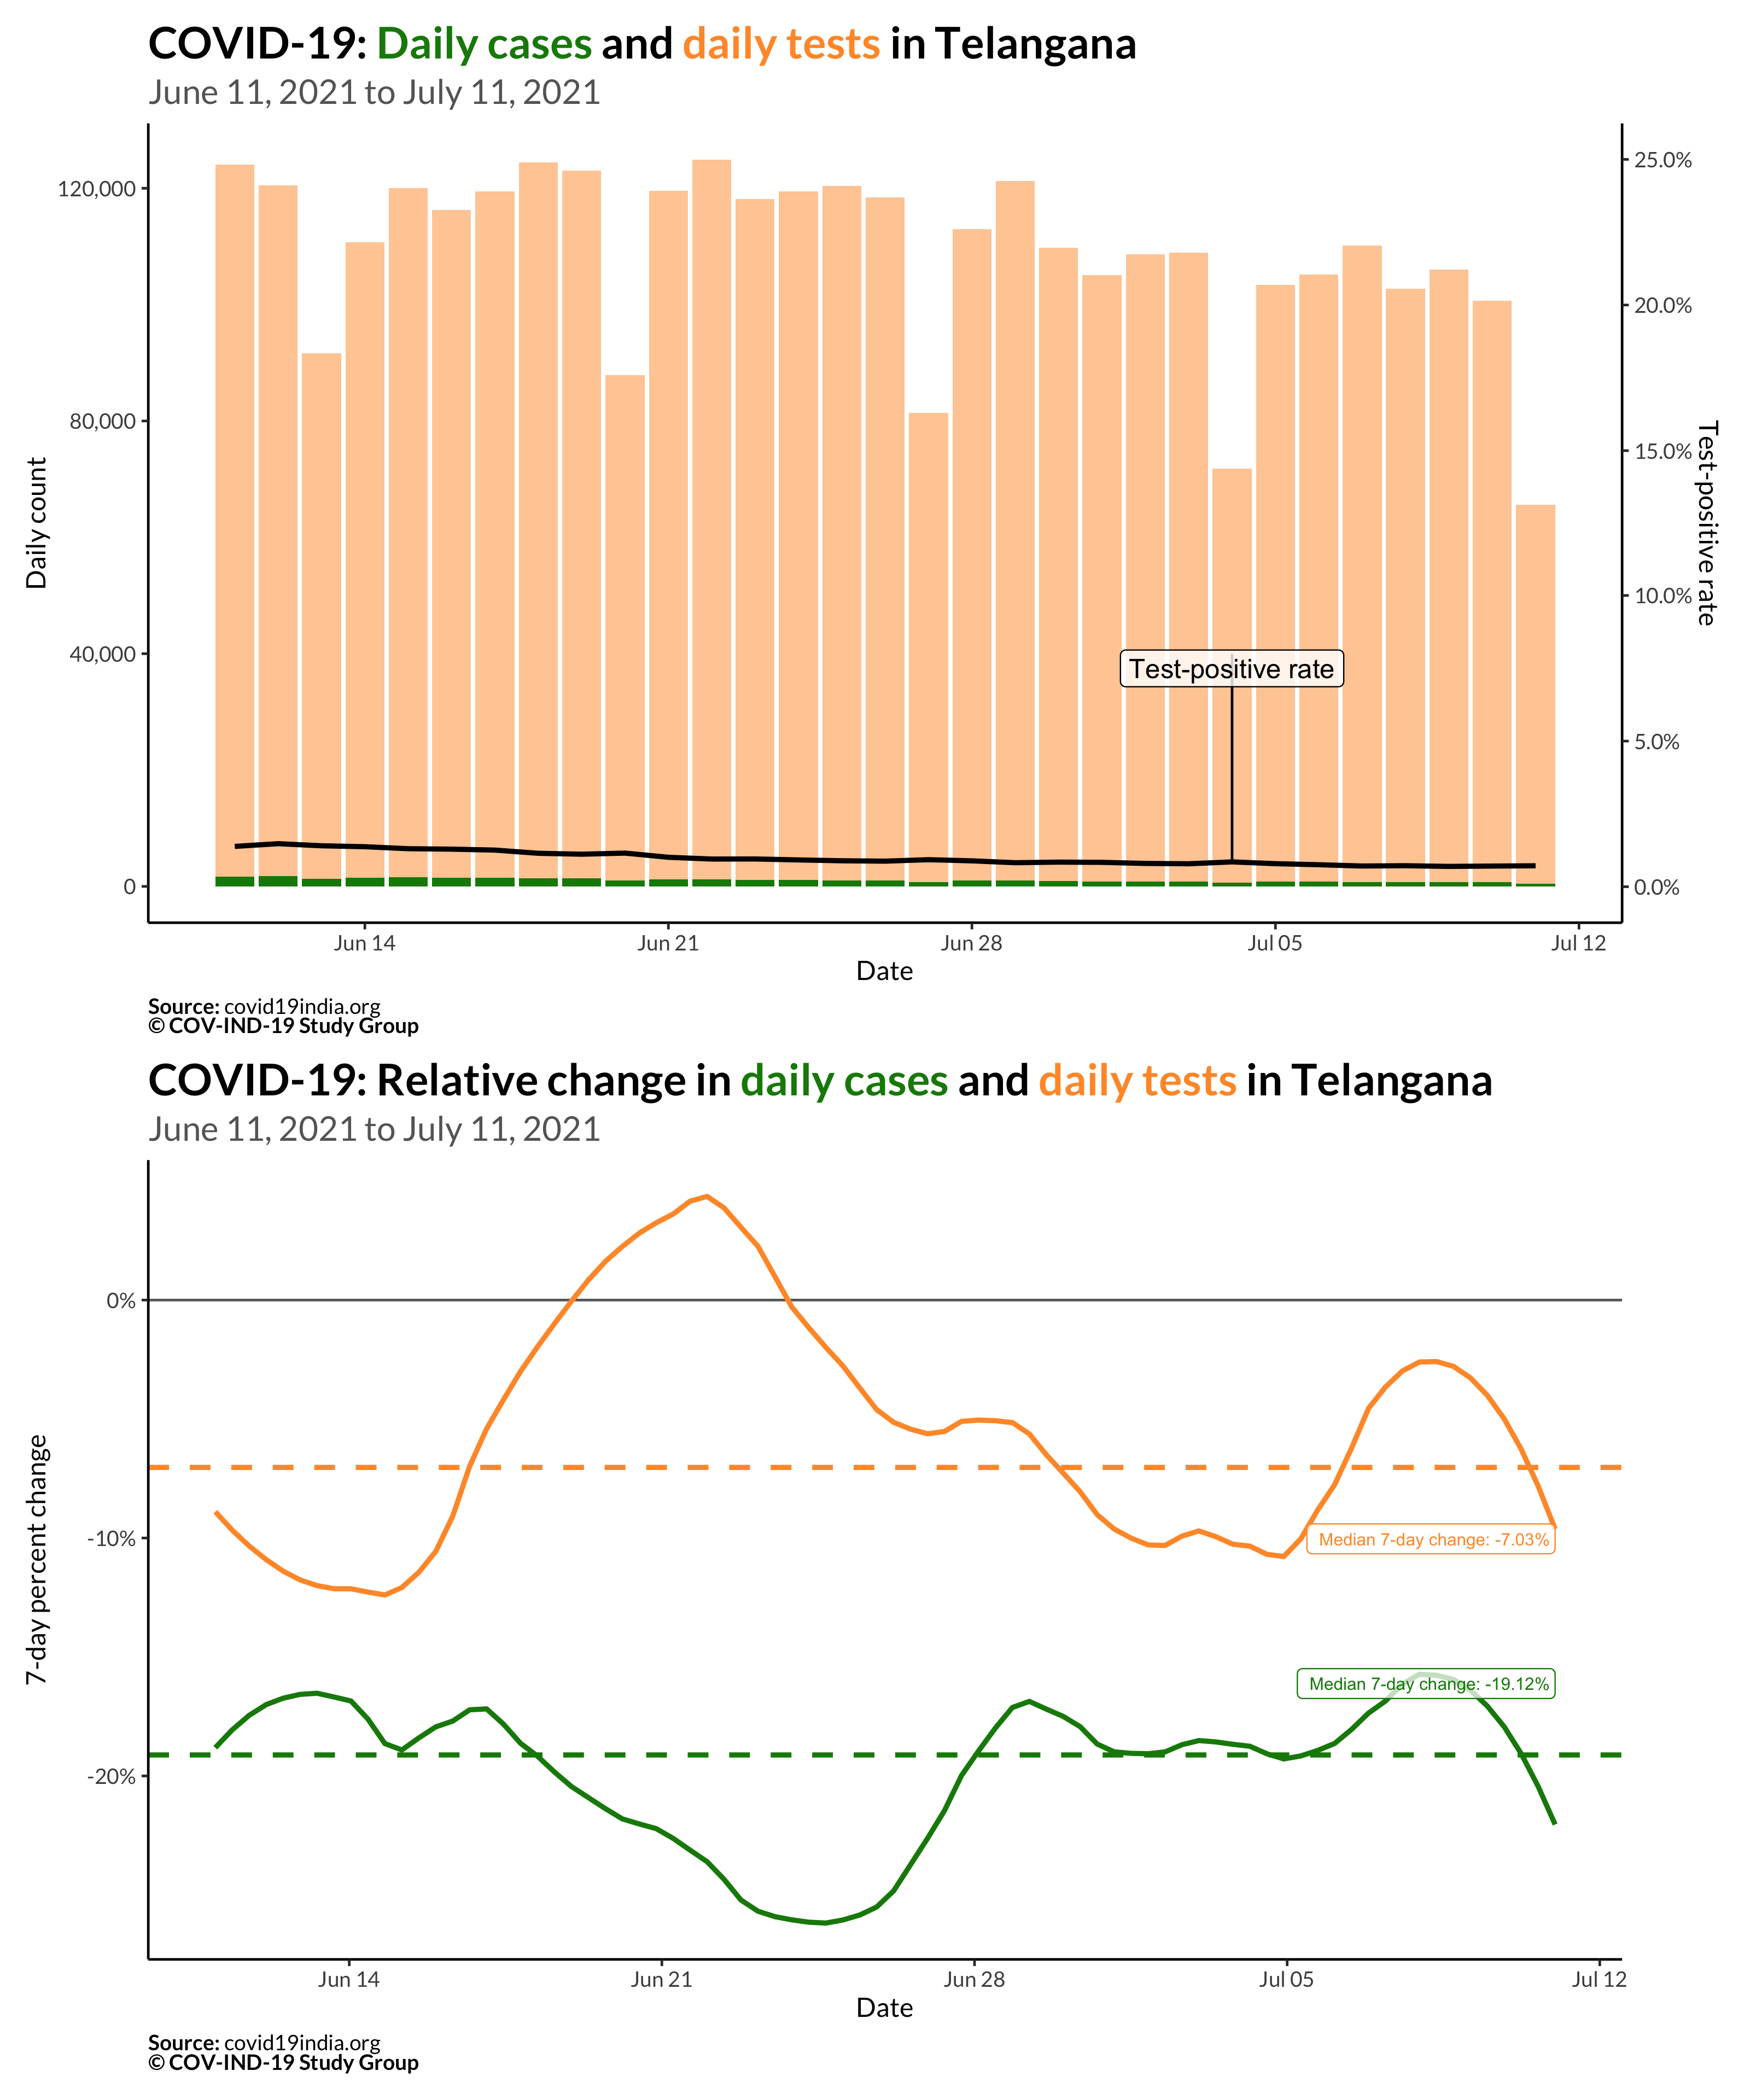 COVID-19: Daily cases and daily tests in Telangana
June 11, 2021 to July 11, 2021
120,000
80,000
40,000
0
Daily count
25.0%
20.0%
15.0%
10.0%
5.0%
0.0%
Test-positive rate
Test-positive rate
Jun 14
Jun 21
Jun 28
Jul 05
Jul 12
Date
Source: covid19india.org
© COV-IND-19 Study Group
COVID-19: Relative change in daily cases and daily tests in Telangana
June 11, 2021 to July 11, 2021
0%
-10%
-20%
7-day percent change
Median 7-day change: -7.03%
Median 7-day change: -19.12%
Jun 14
Jun 21
Jun 28
Jul 05
Jul 12
Date
Source: covid19india.org
© COV-IND-19 Study Group